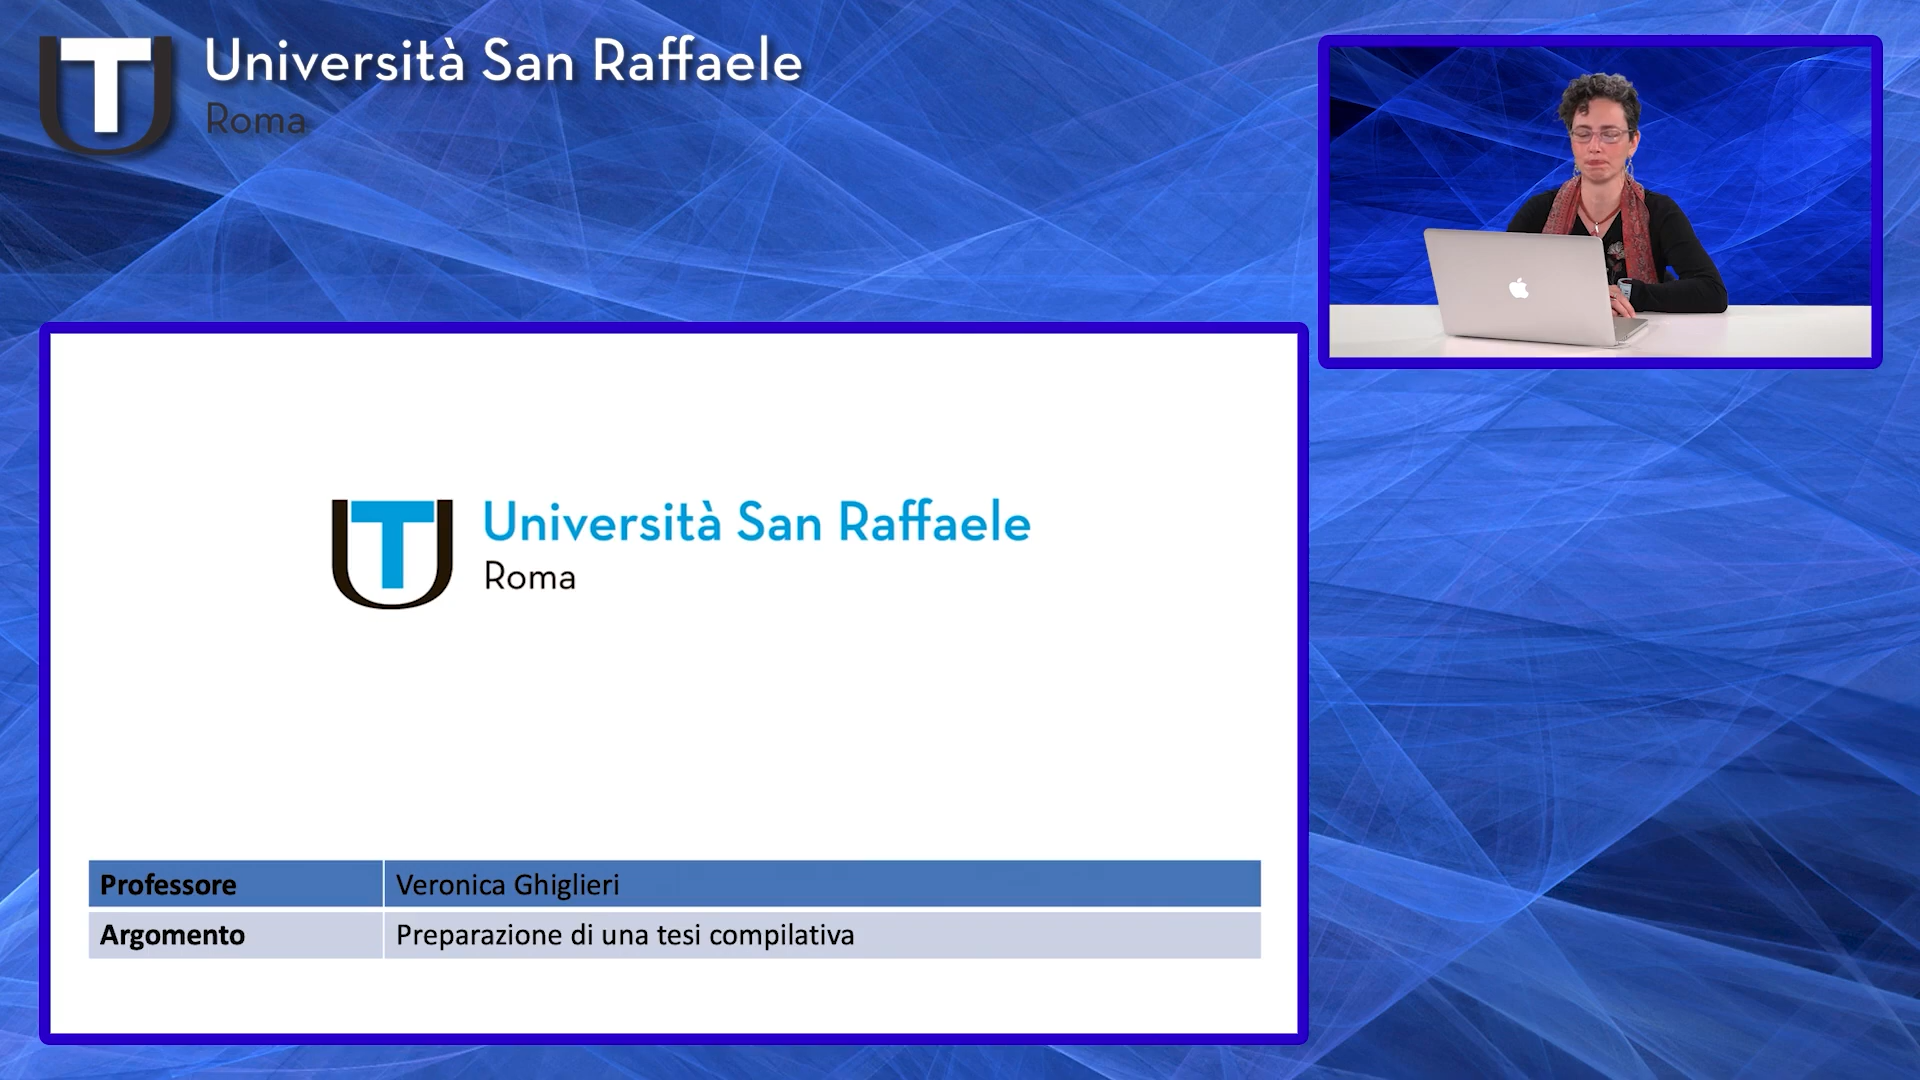 Università San Raffaele
Roma
Università San Raffaele
Roma
Professore Veronica Ghiglieri
Argomento Preparazione di una tesi compilativa